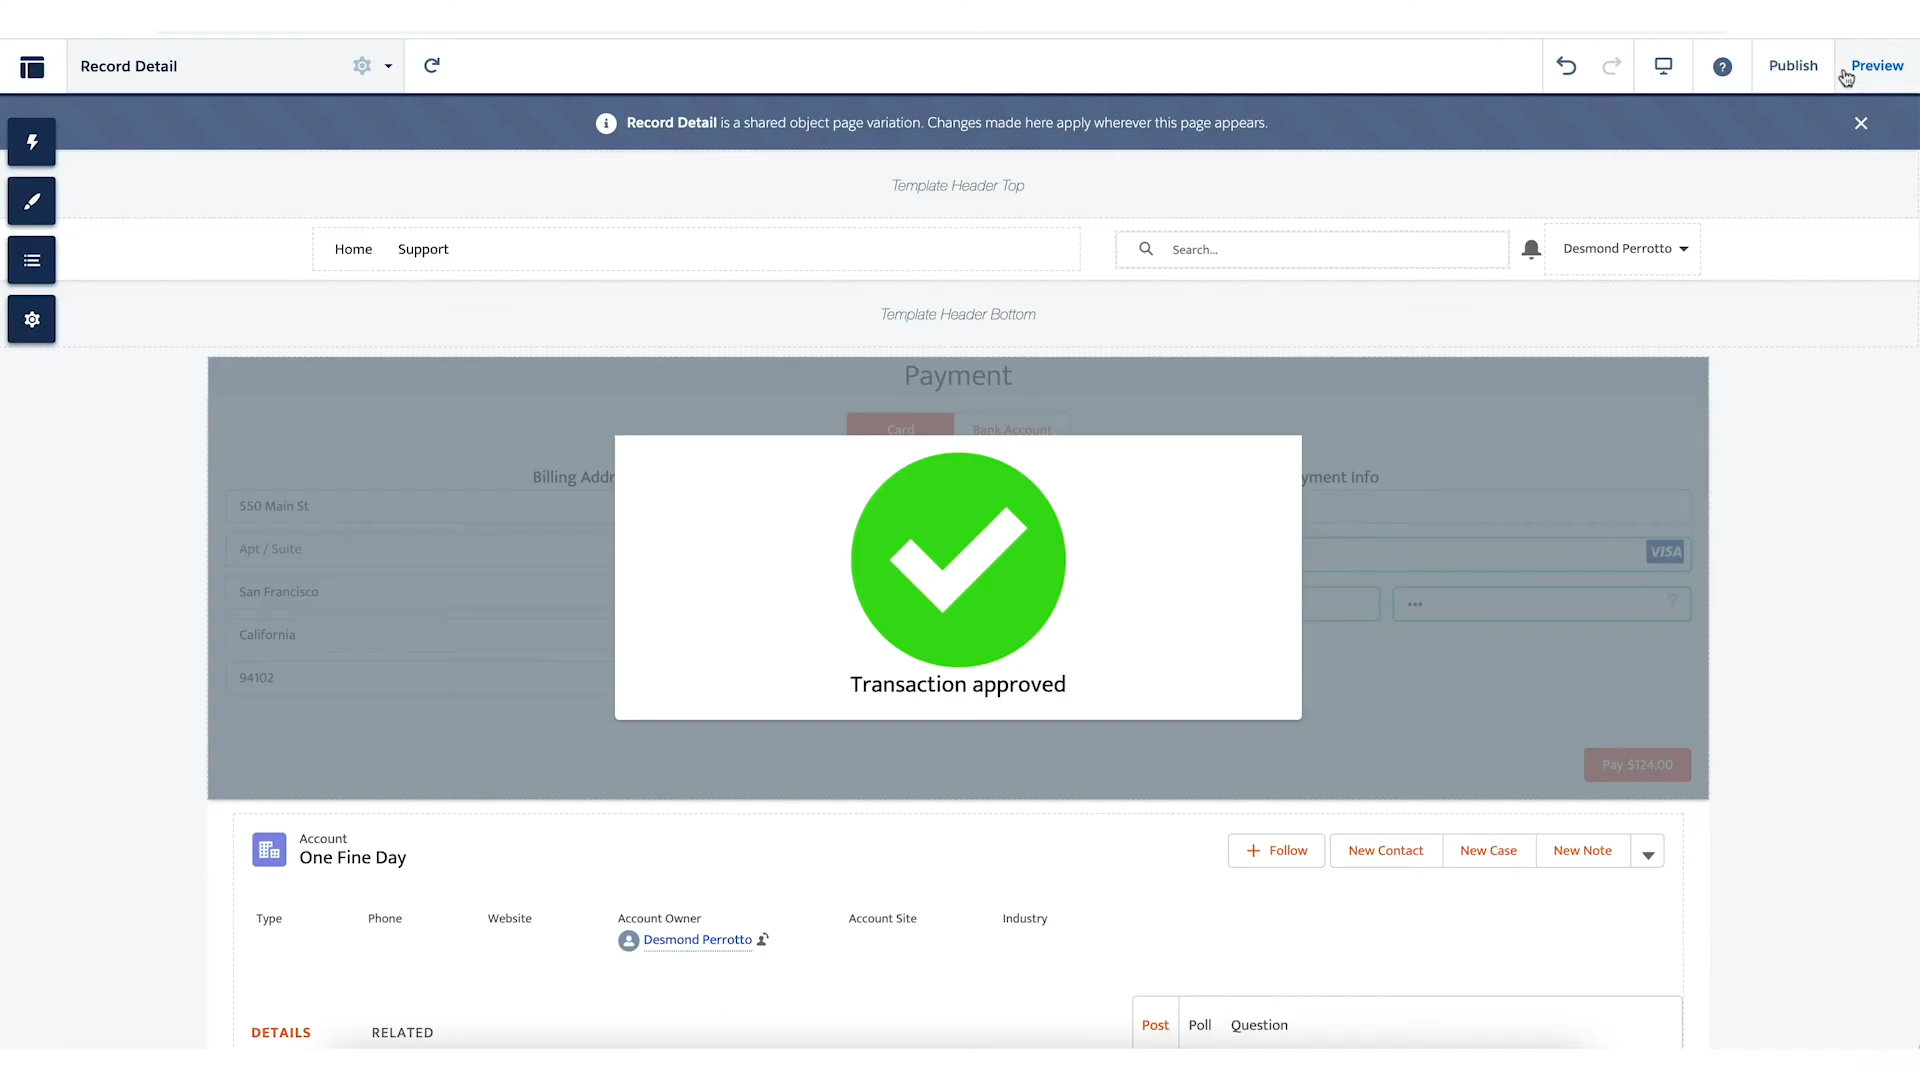 Record Detail
Publish
Preview
Record Detail is a shared object page variation. Changes made here apply wherever this page appears.
Template Header Top
Home
Support
Search...
Desmond Perrotto
Template Header Bottom
Payment
Card
Bank Account
Billing Addr
yment Info
550 Main St
Apt / Suite
VISA
San Francisco
•••
?
California
94102
Transaction approved
Pay $124.00
Account
One Fine Day
Follow
New Contact
New Case
New Note
Type
Phone
Website
Account Owner
Account Site
Industry
Desmond Perrotto
DETAILS
RELATED
Post
Poll
Question